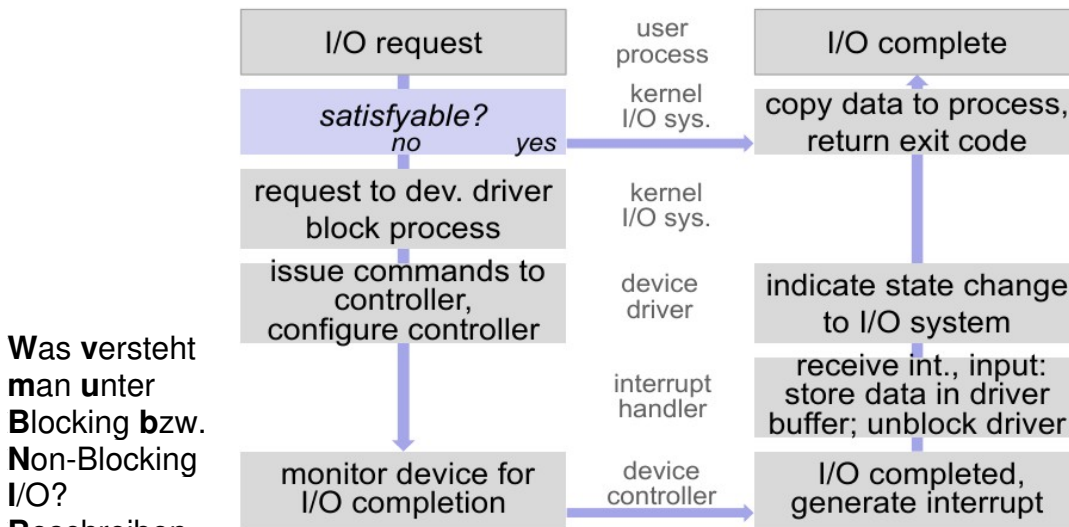 I/O request
user
process
I/O complete
satisfyable?
no
yes
kernel
I/O sys.
copy data to process,
return exit code
request to dev. driver
block process
kernel
I/O sys.
issue commands to
controller,
configure controller
device
driver
indicate state change
to I/O system
interrupt
handler
receive int., input:
store data in driver
buffer; unblock driver
monitor device for
I/O completion
device
controller
I/O completed,
generate interrupt
Was versteht
man unter
Blocking bzw.
Non-Blocking
I/O?